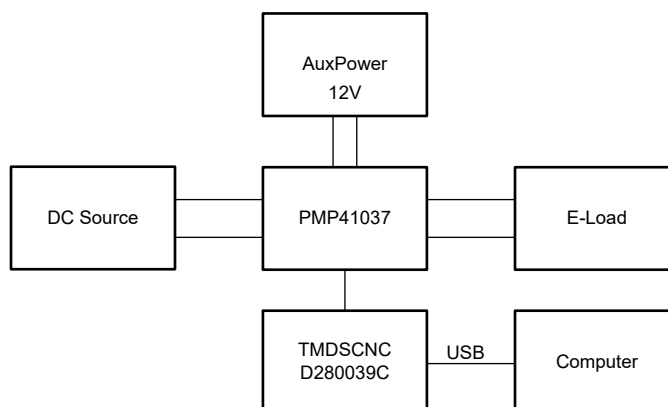 AuxPower
12V
DC Source
PMP41037
E-Load
TMDSCNC
D280039C
USB
Computer